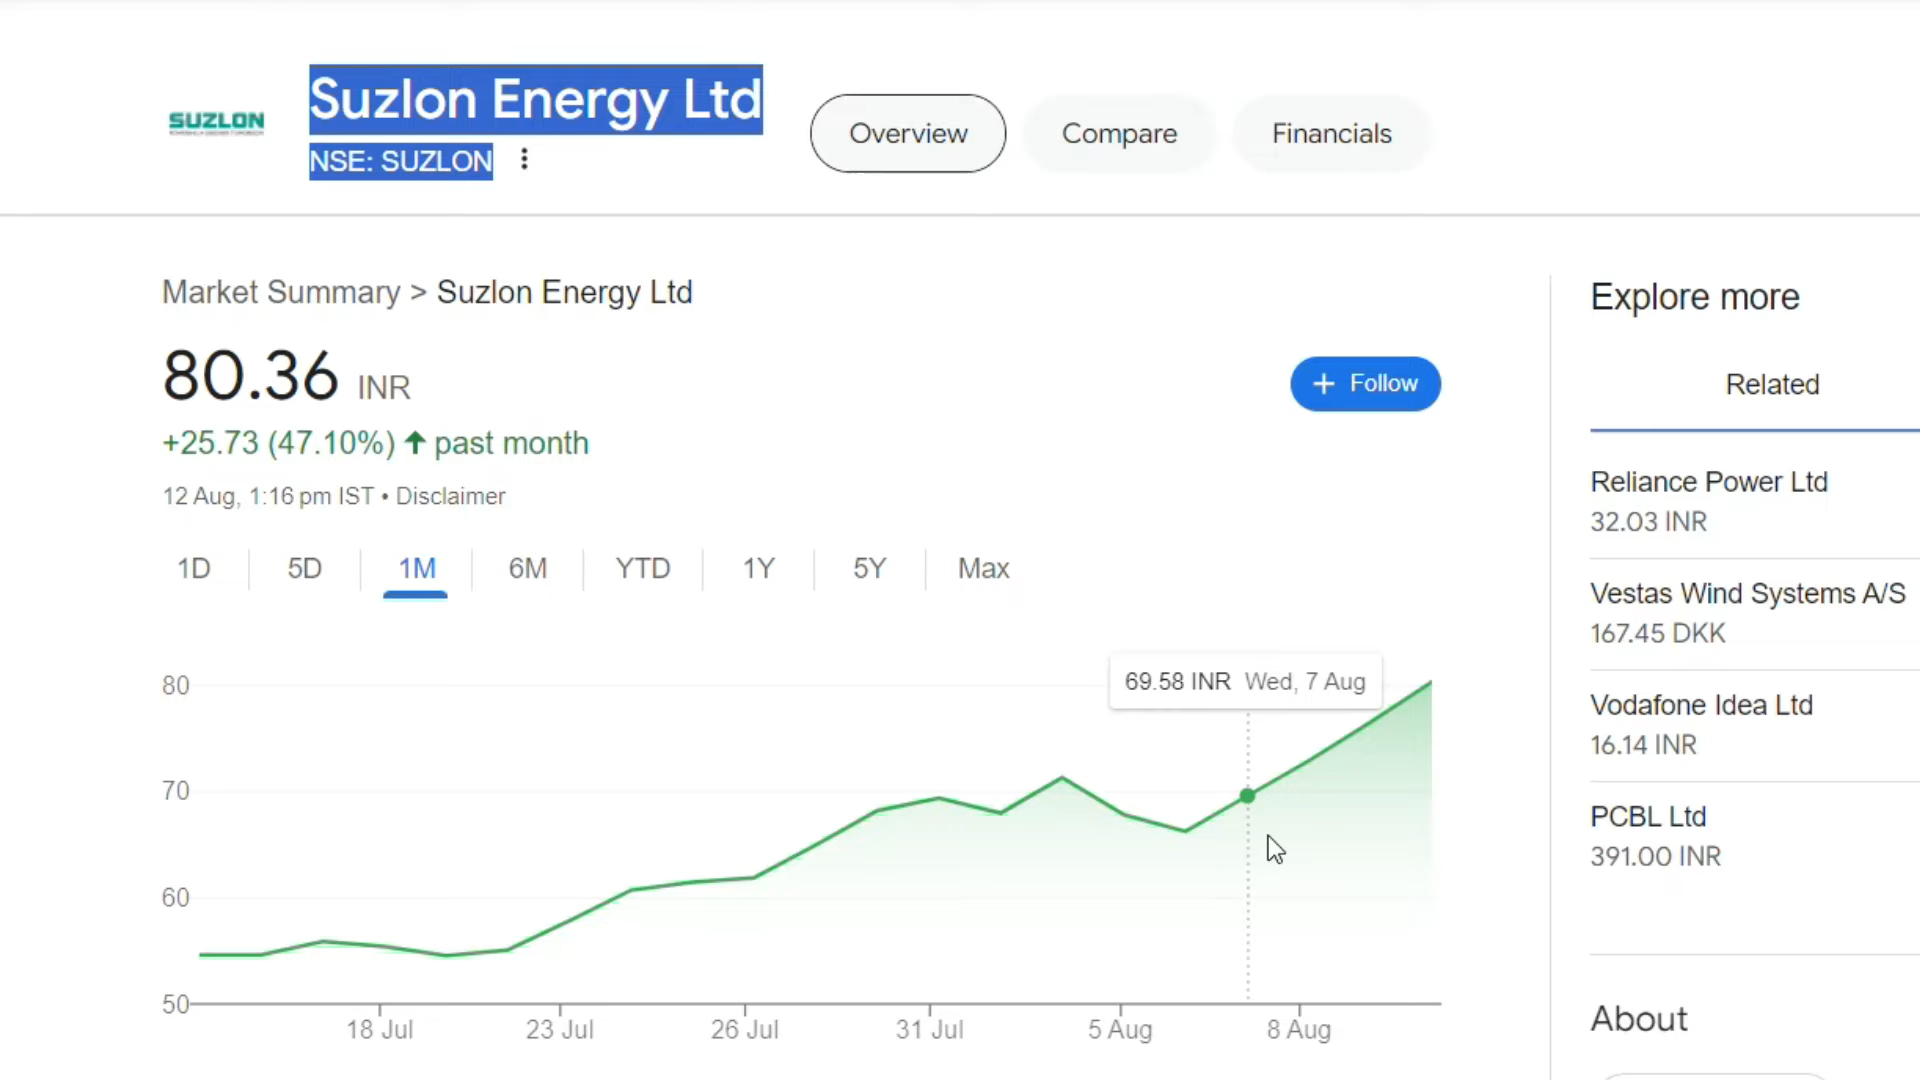 SUZLON
Suzlon Energy Ltd
NSE: SUZLON
Overview
Compare
Financials
Market Summary > Suzlon Energy Ltd
80.36 INR
+ Follow
+25.73 (47.10%) ↑ past month
12 Aug, 1:16 pm IST • Disclaimer
1D
5D
1M
6M
YTD
1Y
5Y
Max
69.58 INR Wed, 7 Aug
80
70
60
50
18 Jul
23 Jul
26 Jul
31 Jul
5 Aug
8 Aug
Explore more
Related
Reliance Power Ltd
32.03 INR
Vestas Wind Systems A/S
167.45 DKK
Vodafone Idea Ltd
16.14 INR
PCBL Ltd
391.00 INR
About